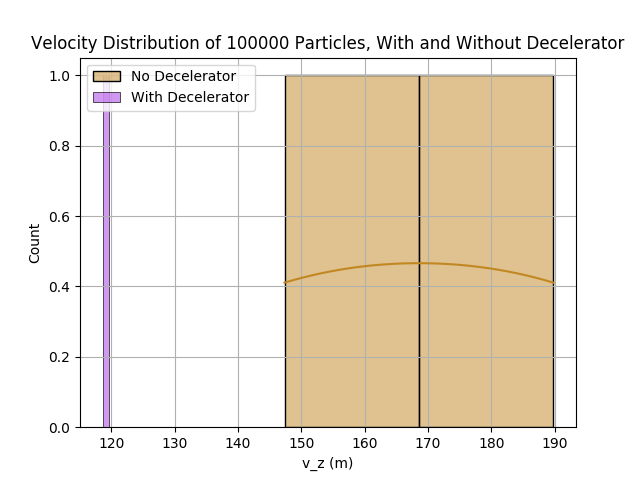 Velocity Distribution of 100000 Particles, With and Without Decelerator
No Decelerator
With Decelerator
1.0
0.8
0.6
0.4
0.2
0.0
Count
120 130 140 150 160 170 180 190
v_z (m)